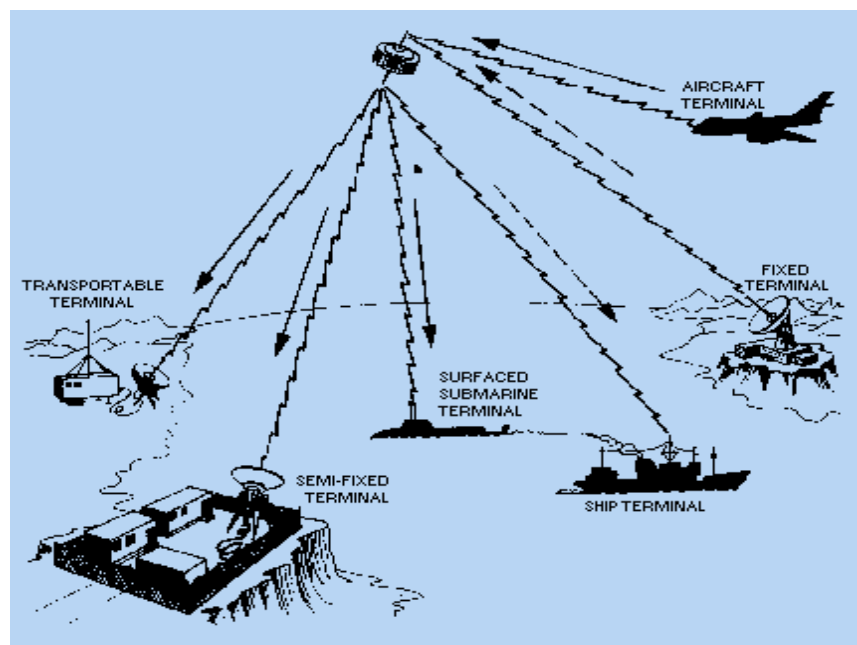 AIRCRAFT
TERMINAL
FIXED
TERMINAL
TRANSPORTABLE
TERMINAL
SURFACED
SUBMARINE
TERMINAL
SEMI-FIXED
TERMINAL
SHIP TERMINAL